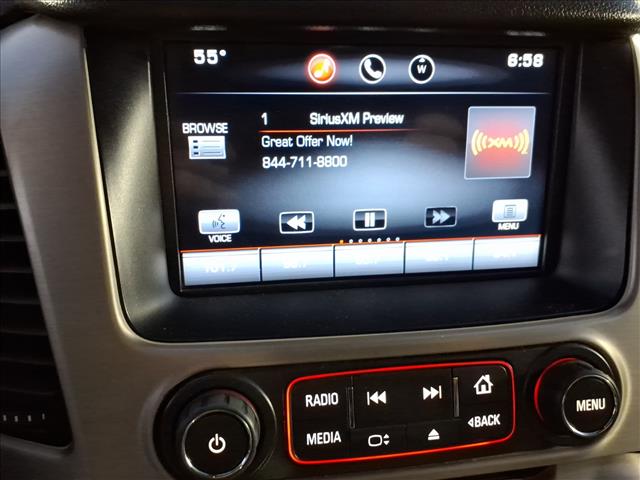 55° W 6:58
1 SiriusXM Preview
BROWSE
Great Offer Now!
844-711-8800
XM
VOICE MENU
RADIO
MEDIA BACK
MENU